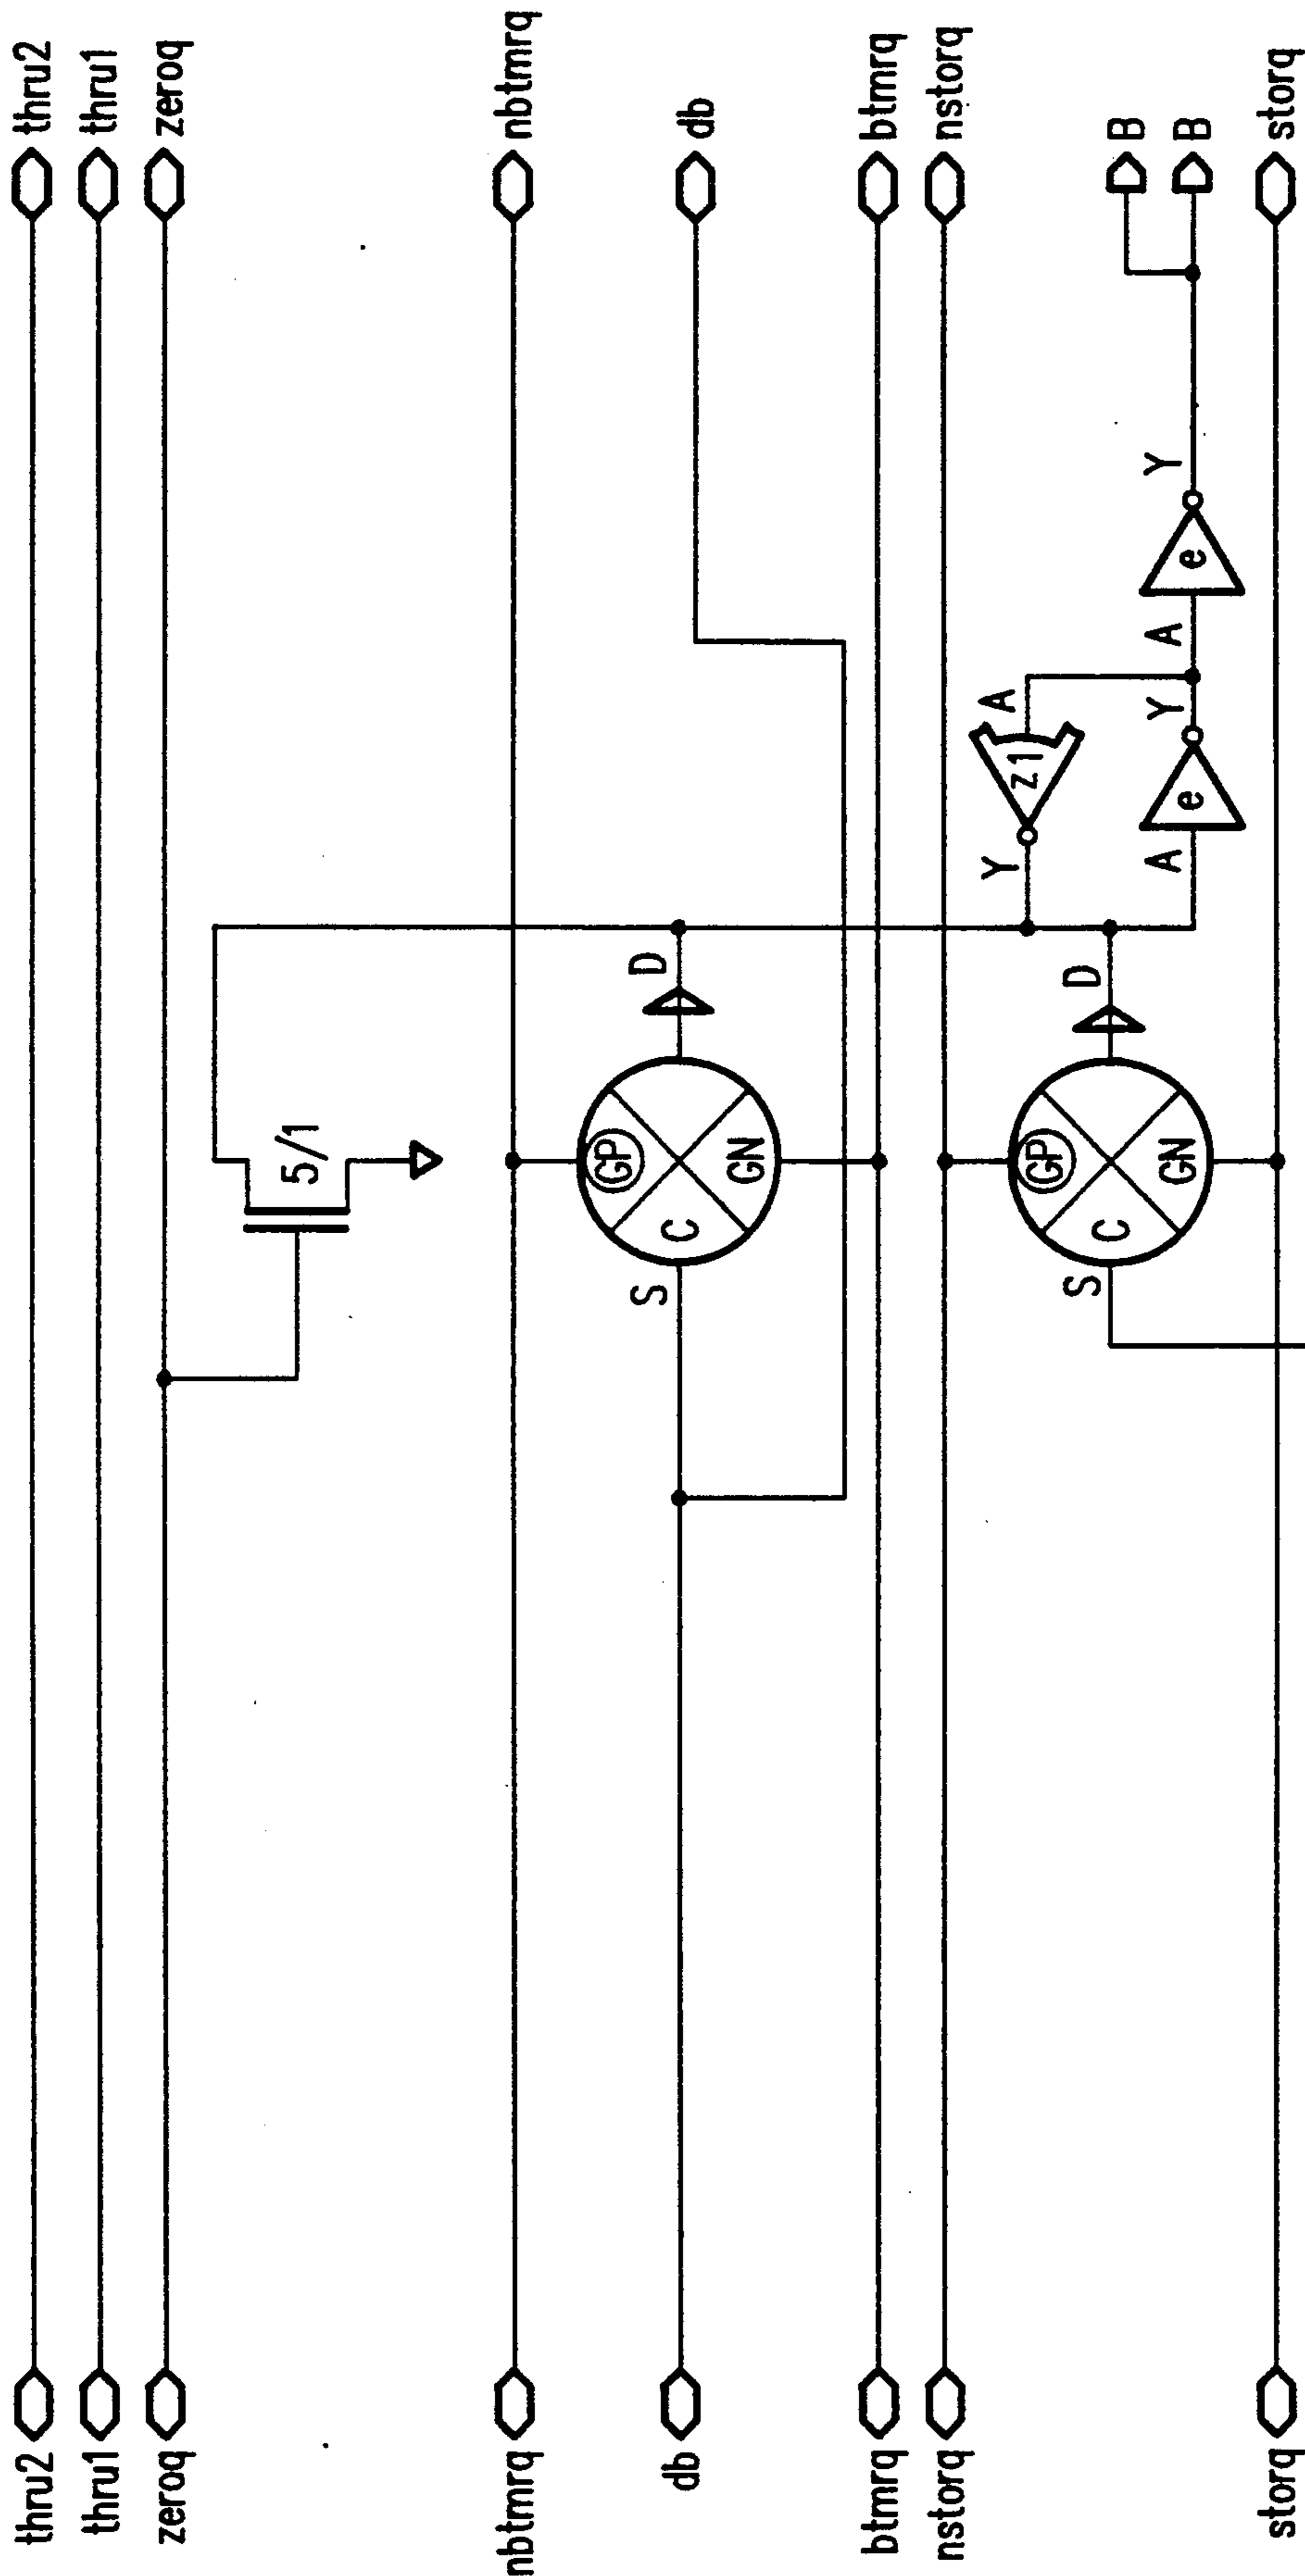 thru2
thru2
thru1
thru1
zeroq
zeroq
5/1
nbtmrq
nbtmrq
GP
S
C
D
GN
db
db
btmrq
btmrq
nstorq
nstorq
Y
z1
A
GP
S
C
D
GN
A
e
Y
A
e
Y
B
B
storq
storq